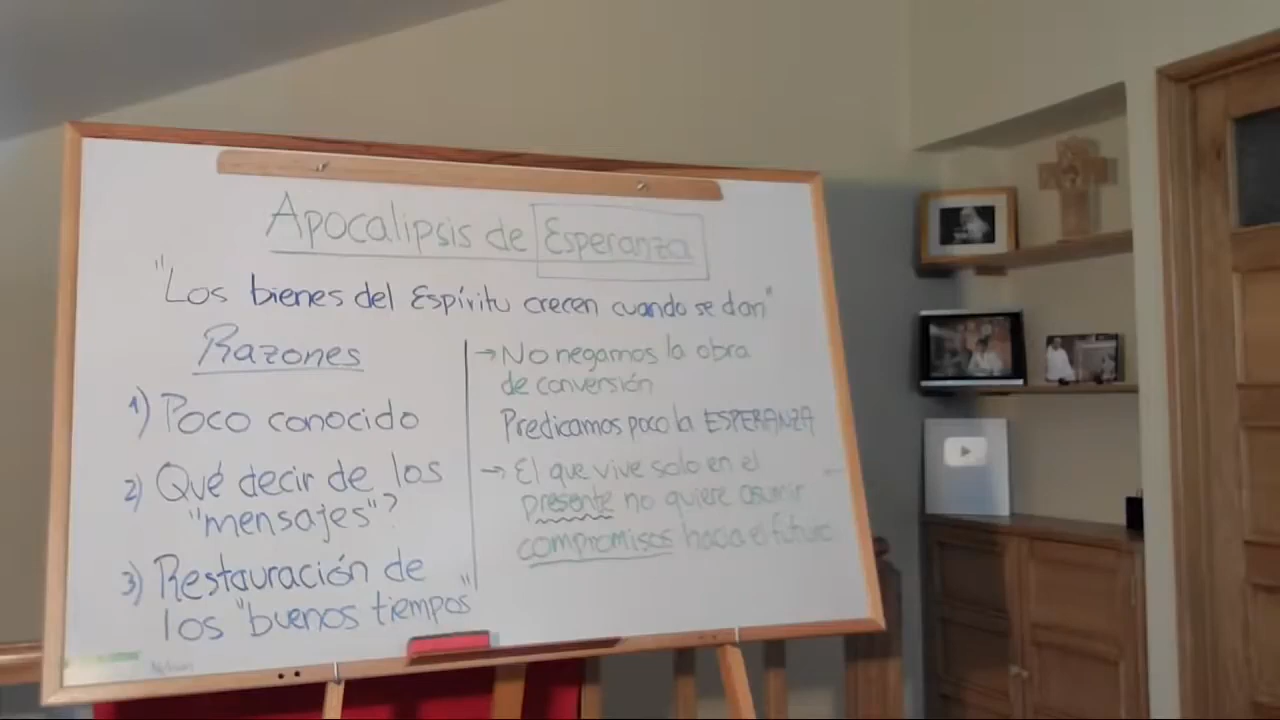 Apocalipsis de Esperanza
"Los bienes del Espíritu crecen cuando se dan"
Razones
1) Poco conocido
2) Qué decir de los
"mensajes"?
3) Restauración de
los "buenos tiempos"
→ No negamos la obra
de conversión
Predicamos poco la ESPERANZA
→ El que vive solo en el
presente no quiere asumir
compromisos hacia el futuro